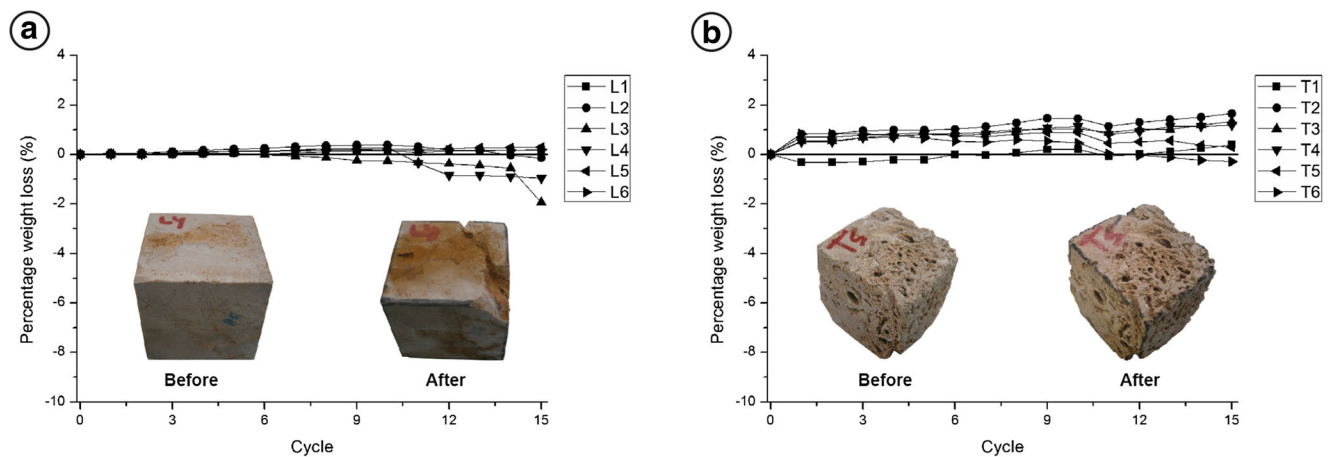 a
4
2
0
-2
-4
-6
-8
-10
Percentage weight loss (%)
0
3
6
9
12
15
Cycle
L1
L2
L3
L4
L5
L6
L4
Before
After
b
4
2
0
-2
-4
-6
-8
-10
Percentage weight loss (%)
0
3
6
9
12
15
Cycle
T1
T2
T3
T4
T5
T6
Before
After